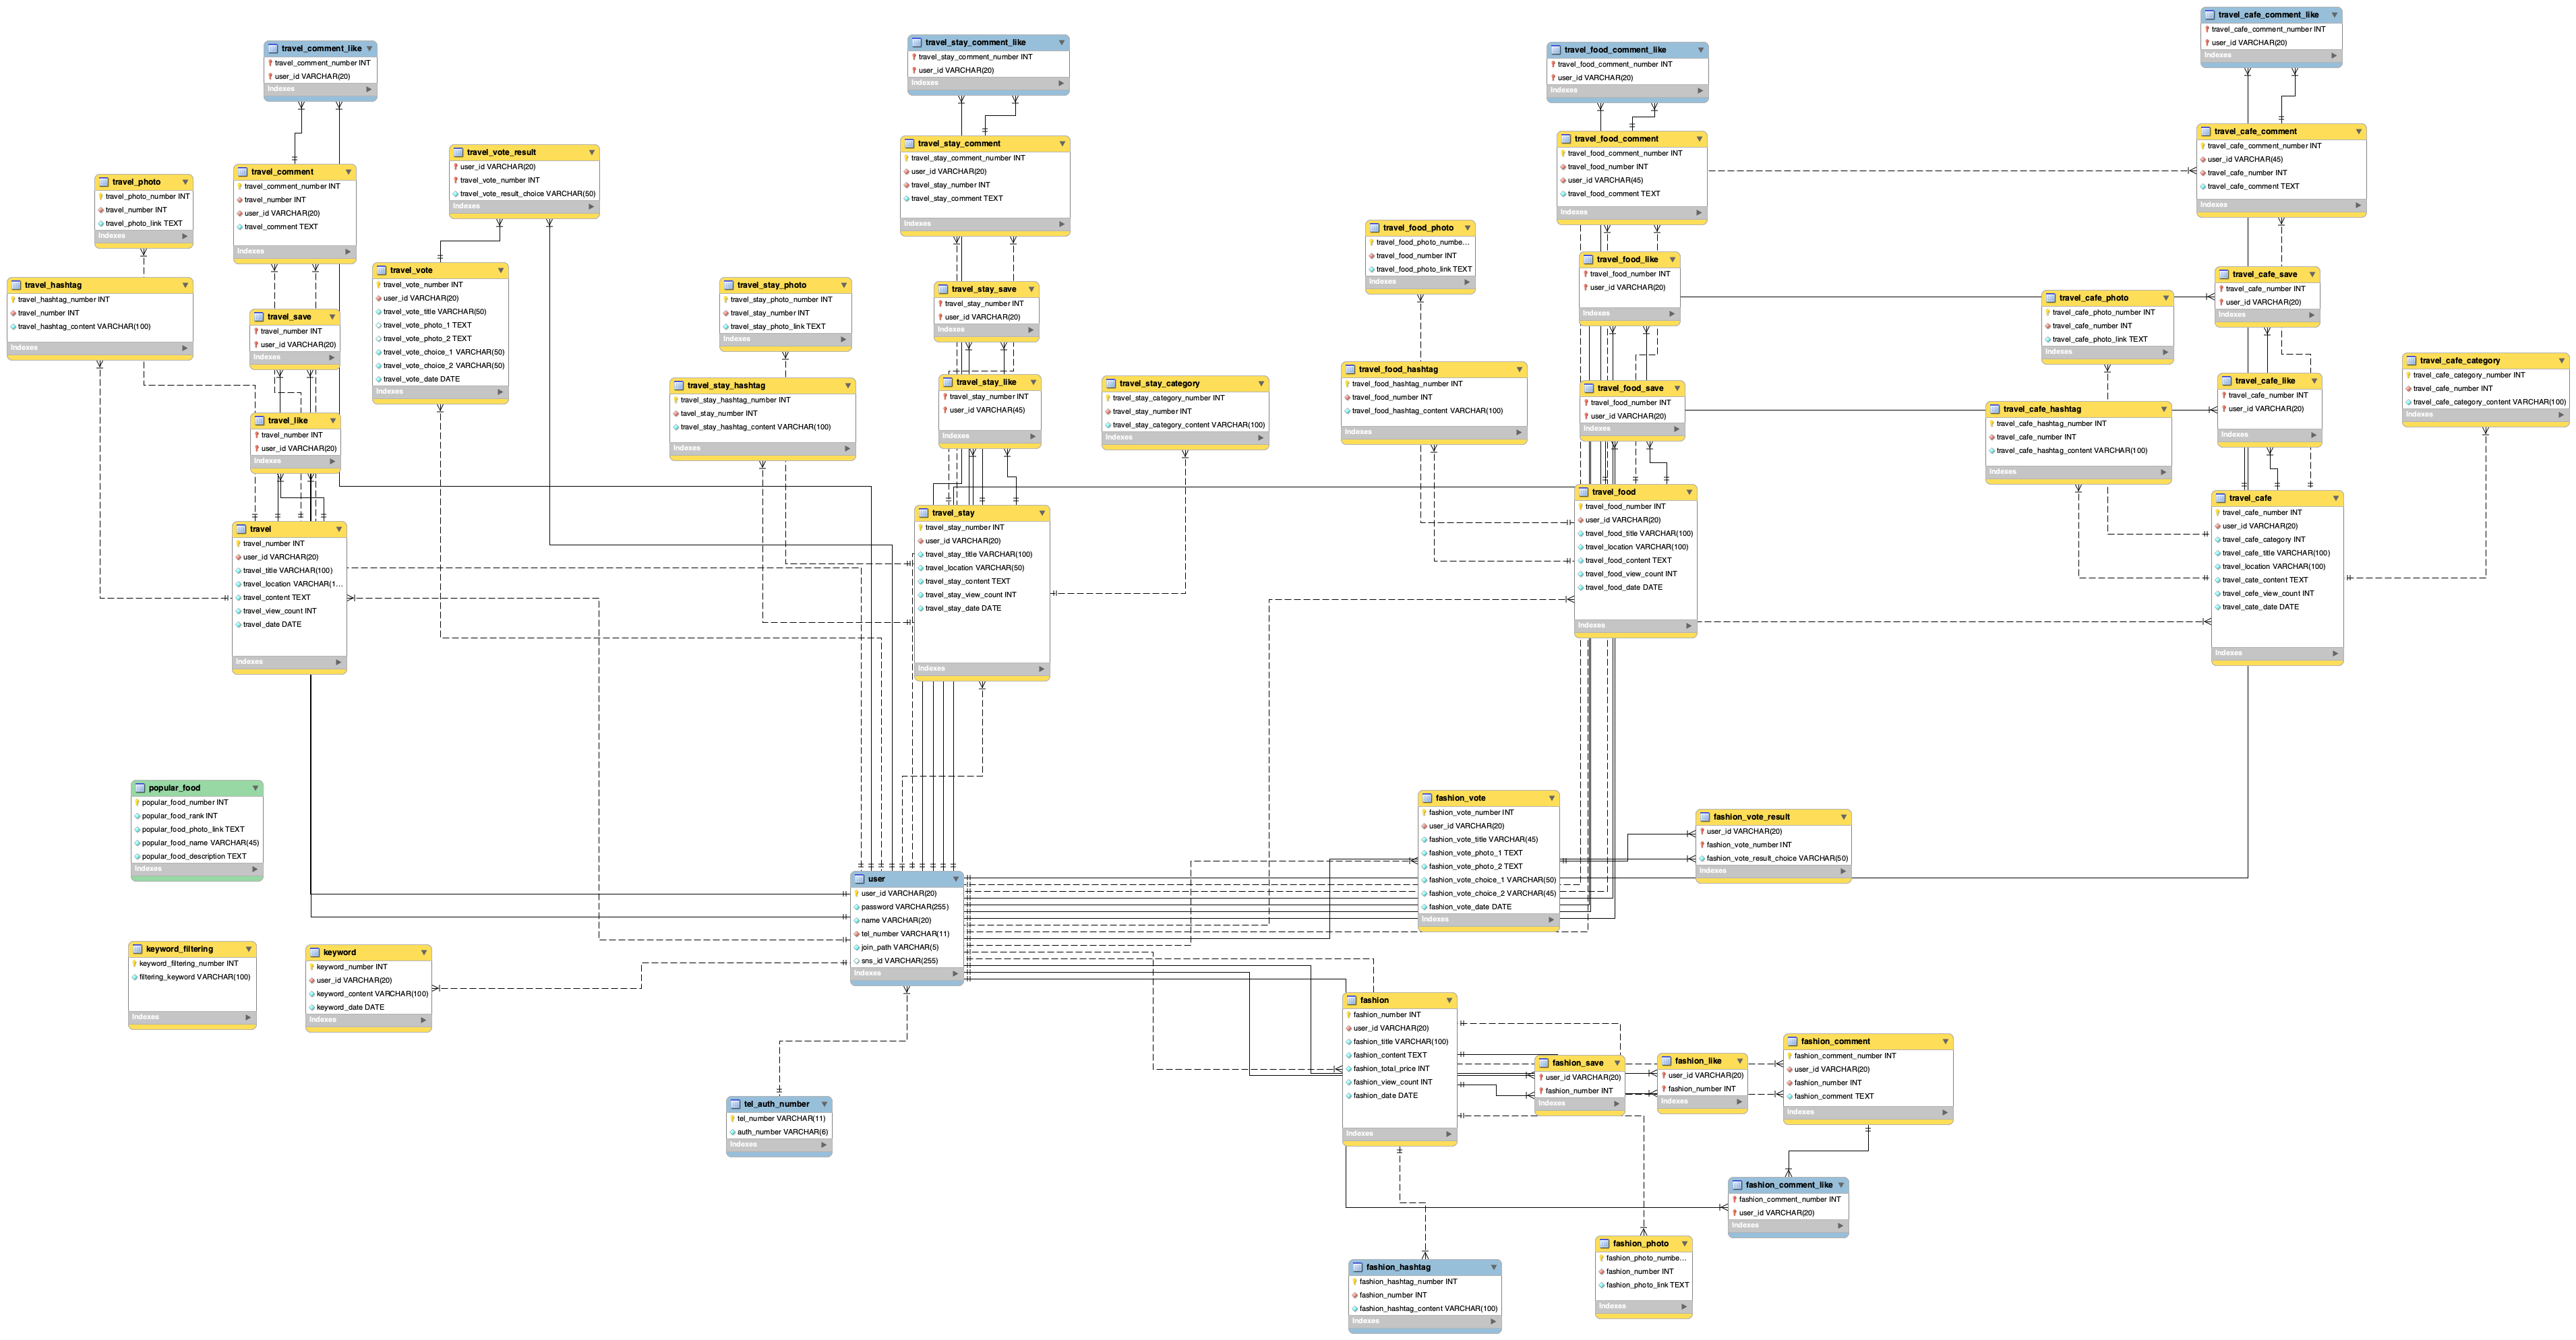 travel_comment_like
travel_comment_number INT
user_id VARCHAR(20)
Indexes
travel_stay_comment_like
travel_stay_comment_number INT
user_id VARCHAR(20)
Indexes
travel_food_comment_like
travel_food_comment_number INT
user_id VARCHAR(20)
Indexes
travel_cafe_comment_like
travel_cafe_comment_number INT
user_id VARCHAR(20)
Indexes
travel_photo
travel_photo_number INT
travel_number INT
travel_photo_link TEXT
Indexes
travel_comment
travel_comment_number INT
travel_number INT
user_id VARCHAR(20)
travel_comment TEXT
Indexes
travel_vote_result
user_id VARCHAR(20)
travel_vote_number INT
travel_vote_result_choice VARCHAR(50)
Indexes
travel_stay_comment
travel_stay_comment_number INT
user_id VARCHAR(20)
travel_stay_number INT
travel_stay_comment TEXT
Indexes
travel_food_comment
travel_food_comment_number INT
travel_food_number INT
user_id VARCHAR(45)
travel_food_comment TEXT
Indexes
travel_cafe_comment
travel_cafe_comment_number INT
user_id VARCHAR(45)
travel_cafe_number INT
travel_cafe_comment TEXT
Indexes
travel_hashtag
travel_hashtag_number INT
travel_number INT
travel_hashtag_content VARCHAR(100)
Indexes
travel_save
travel_number INT
user_id VARCHAR(20)
Indexes
travel_vote
travel_vote_number INT
user_id VARCHAR(20)
travel_vote_title VARCHAR(50)
travel_vote_photo_1 TEXT
travel_vote_photo_2 TEXT
travel_vote_choice_1 VARCHAR(50)
travel_vote_choice_2 VARCHAR(50)
travel_vote_date DATE
Indexes
travel_stay_photo
travel_stay_photo_number INT
travel_stay_number INT
travel_stay_photo_link TEXT
Indexes
travel_stay_save
travel_stay_number INT
user_id VARCHAR(20)
Indexes
travel_food_photo
travel_food_photo_numbe...
travel_food_number INT
travel_food_photo_link TEXT
Indexes
travel_food_like
travel_food_number INT
user_id VARCHAR(20)
Indexes
travel_cafe_photo
travel_cafe_photo_number INT
travel_cafe_number INT
travel_cafe_photo_link TEXT
Indexes
travel_cafe_save
travel_cafe_number INT
user_id VARCHAR(20)
Indexes
travel_like
travel_number INT
user_id VARCHAR(20)
Indexes
travel_stay_hashtag
travel_stay_hashtag_number INT
tavel_stay_number INT
travel_stay_hashtag_content VARCHAR(100)
Indexes
travel_stay_like
travel_stay_number INT
user_id VARCHAR(45)
Indexes
travel_stay_category
travel_stay_category_number INT
travel_stay_number INT
travel_stay_category_content VARCHAR(100)
Indexes
travel_food_hashtag
travel_food_hashtag_number INT
travel_food_number INT
travel_food_hashtag_content VARCHAR(100)
Indexes
travel_food_save
travel_food_number INT
user_id VARCHAR(20)
Indexes
travel_cafe_hashtag
travel_cafe_hashtag_number INT
travel_cafe_number INT
travel_cafe_hashtag_content VARCHAR(100)
Indexes
travel_cafe_like
travel_cafe_number INT
user_id VARCHAR(20)
Indexes
travel_cafe_category
travel_cafe_category_number INT
travel_cafe_number INT
travel_cafe_category_content VARCHAR(100)
Indexes
travel
travel_number INT
user_id VARCHAR(20)
travel_title VARCHAR(100)
travel_location VARCHAR(1...
travel_content TEXT
travel_view_count INT
travel_date DATE
Indexes
travel_stay
travel_stay_number INT
user_id VARCHAR(20)
travel_stay_title VARCHAR(100)
travel_location VARCHAR(50)
travel_stay_content TEXT
travel_stay_view_count INT
travel_stay_date DATE
Indexes
travel_food
travel_food_number INT
user_id VARCHAR(20)
travel_food_title VARCHAR(100)
travel_location VARCHAR(100)
travel_food_content TEXT
travel_food_view_count INT
travel_food_date DATE
Indexes
travel_cafe
travel_cafe_number INT
user_id VARCHAR(20)
travel_cafe_category INT
travel_cafe_title VARCHAR(100)
travel_location VARCHAR(100)
travel_cate_content TEXT
travel_cefe_view_count INT
travel_cate_date DATE
Indexes
popular_food
popular_food_number INT
popular_food_rank INT
popular_food_photo_link TEXT
popular_food_name VARCHAR(45)
popular_food_description TEXT
Indexes
fashion_vote
fashion_vote_number INT
user_id VARCHAR(20)
fashion_vote_title VARCHAR(45)
fashion_vote_photo_1 TEXT
fashion_vote_photo_2 TEXT
fashion_vote_choice_1 VARCHAR(50)
fashion_vote_choice_2 VARCHAR(45)
fashion_vote_date DATE
Indexes
fashion_vote_result
user_id VARCHAR(20)
fashion_vote_number INT
fashion_vote_result_choice VARCHAR(50)
Indexes
user
user_id VARCHAR(20)
password VARCHAR(255)
name VARCHAR(20)
tel_number VARCHAR(11)
join_path VARCHAR(5)
sns_id VARCHAR(255)
Indexes
keyword_filtering
keyword_filtering_number INT
filtering_keyword VARCHAR(100)
Indexes
keyword
keyword_number INT
user_id VARCHAR(20)
keyword_content VARCHAR(100)
keyword_date DATE
Indexes
fashion
fashion_number INT
user_id VARCHAR(20)
fashion_title VARCHAR(100)
fashion_content TEXT
fashion_total_price INT
fashion_view_count INT
fashion_date DATE
Indexes
fashion_save
user_id VARCHAR(20)
fashion_number INT
Indexes
fashion_like
user_id VARCHAR(20)
fashion_number INT
Indexes
fashion_comment
fashion_comment_number INT
user_id VARCHAR(20)
fashion_number INT
fashion_comment TEXT
Indexes
tel_auth_number
tel_number VARCHAR(11)
auth_number VARCHAR(6)
Indexes
fashion_comment_like
fashion_comment_number INT
user_id VARCHAR(20)
Indexes
fashion_photo
fashion_photo_numbe...
fashion_number INT
fashion_photo_link TEXT
Indexes
fashion_hashtag
fashion_hashtag_number INT
fashion_number INT
fashion_hashtag_content VARCHAR(100)
Indexes